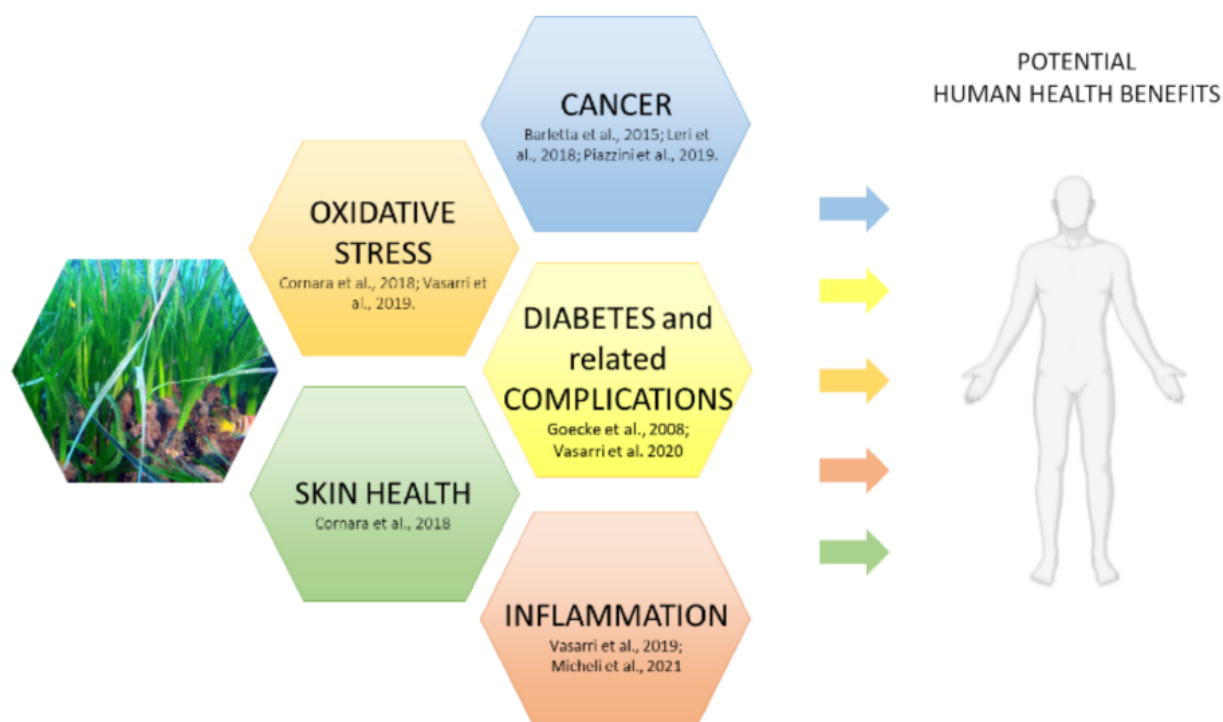 CANCER
Barletta et al., 2015; Leri et
al., 2018; Piazzini et al., 2019.
OXIDATIVE
STRESS
Cornara et al., 2018; Vasarri et
al., 2019.
DIABETES and
related
COMPLICATIONS
Goecke et al., 2008;
Vasarri et al. 2020
SKIN HEALTH
Cornara et al., 2018
INFLAMMATION
Vasarri et al., 2019;
Micheli et al., 2021
POTENTIAL
HUMAN HEALTH BENEFITS